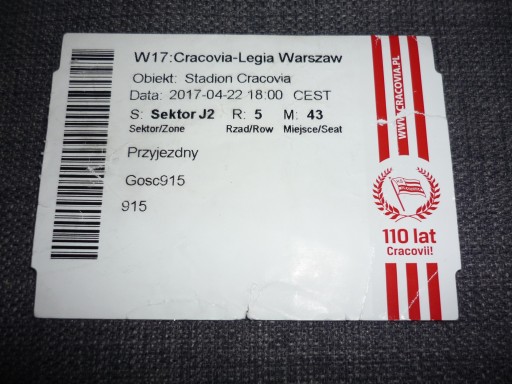 W17:Cracovia-Legia Warszaw
Obiekt: Stadion Cracovia
Data: 2017-04-22 18:00 CEST
S: Sektor J2 R: 5 M: 43
Sektor/Zone Rzad/Row Miejsce/Seat
Przyjezdny
Gosc915
915
WWW.CRACOVIA.PL
110 lat
Cracovii!